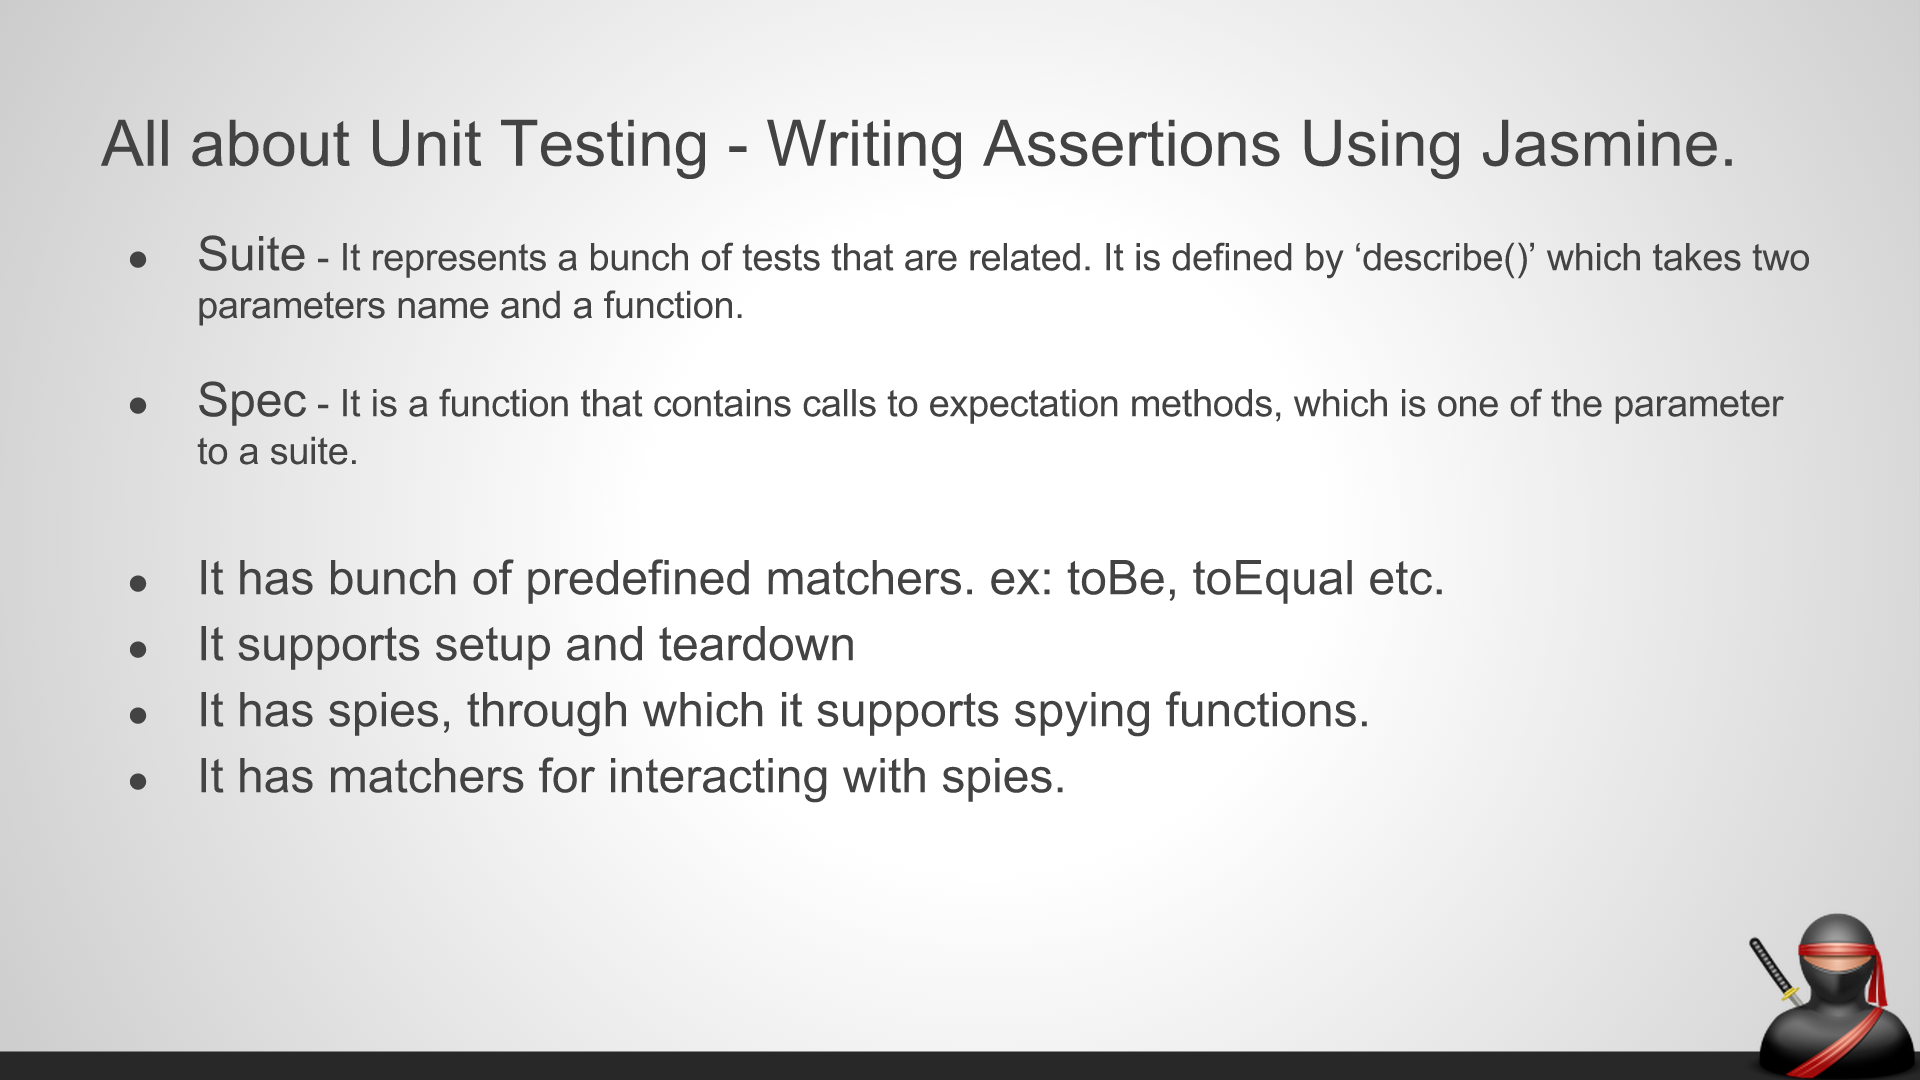 All about Unit Testing - Writing Assertions Using Jasmine.
● Suite - It represents a bunch of tests that are related. It is defined by ‘describe()’ which takes two
parameters name and a function.
● Spec - It is a function that contains calls to expectation methods, which is one of the parameter
to a suite.
● It has bunch of predefined matchers. ex: toBe, toEqual etc.
● It supports setup and teardown
● It has spies, through which it supports spying functions.
● It has matchers for interacting with spies.